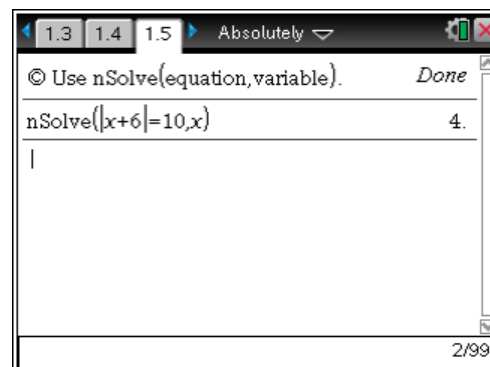 1.3 1.4 1.5 Absolutely
© Use nSolve(equation,variable). Done
nSolve(|x+6|=10,x) 4.
2/99